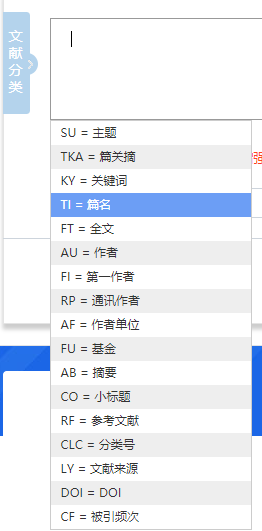 文献分类
SU = 主题
TKA = 篇关摘
KY = 关键词
TI = 篇名
FT = 全文
AU = 作者
FI = 第一作者
RP = 通讯作者
AF = 作者单位
FU = 基金
AB = 摘要
CO = 小标题
RF = 参考文献
CLC = 分类号
LY = 文献来源
DOI = DOI
CF = 被引频次